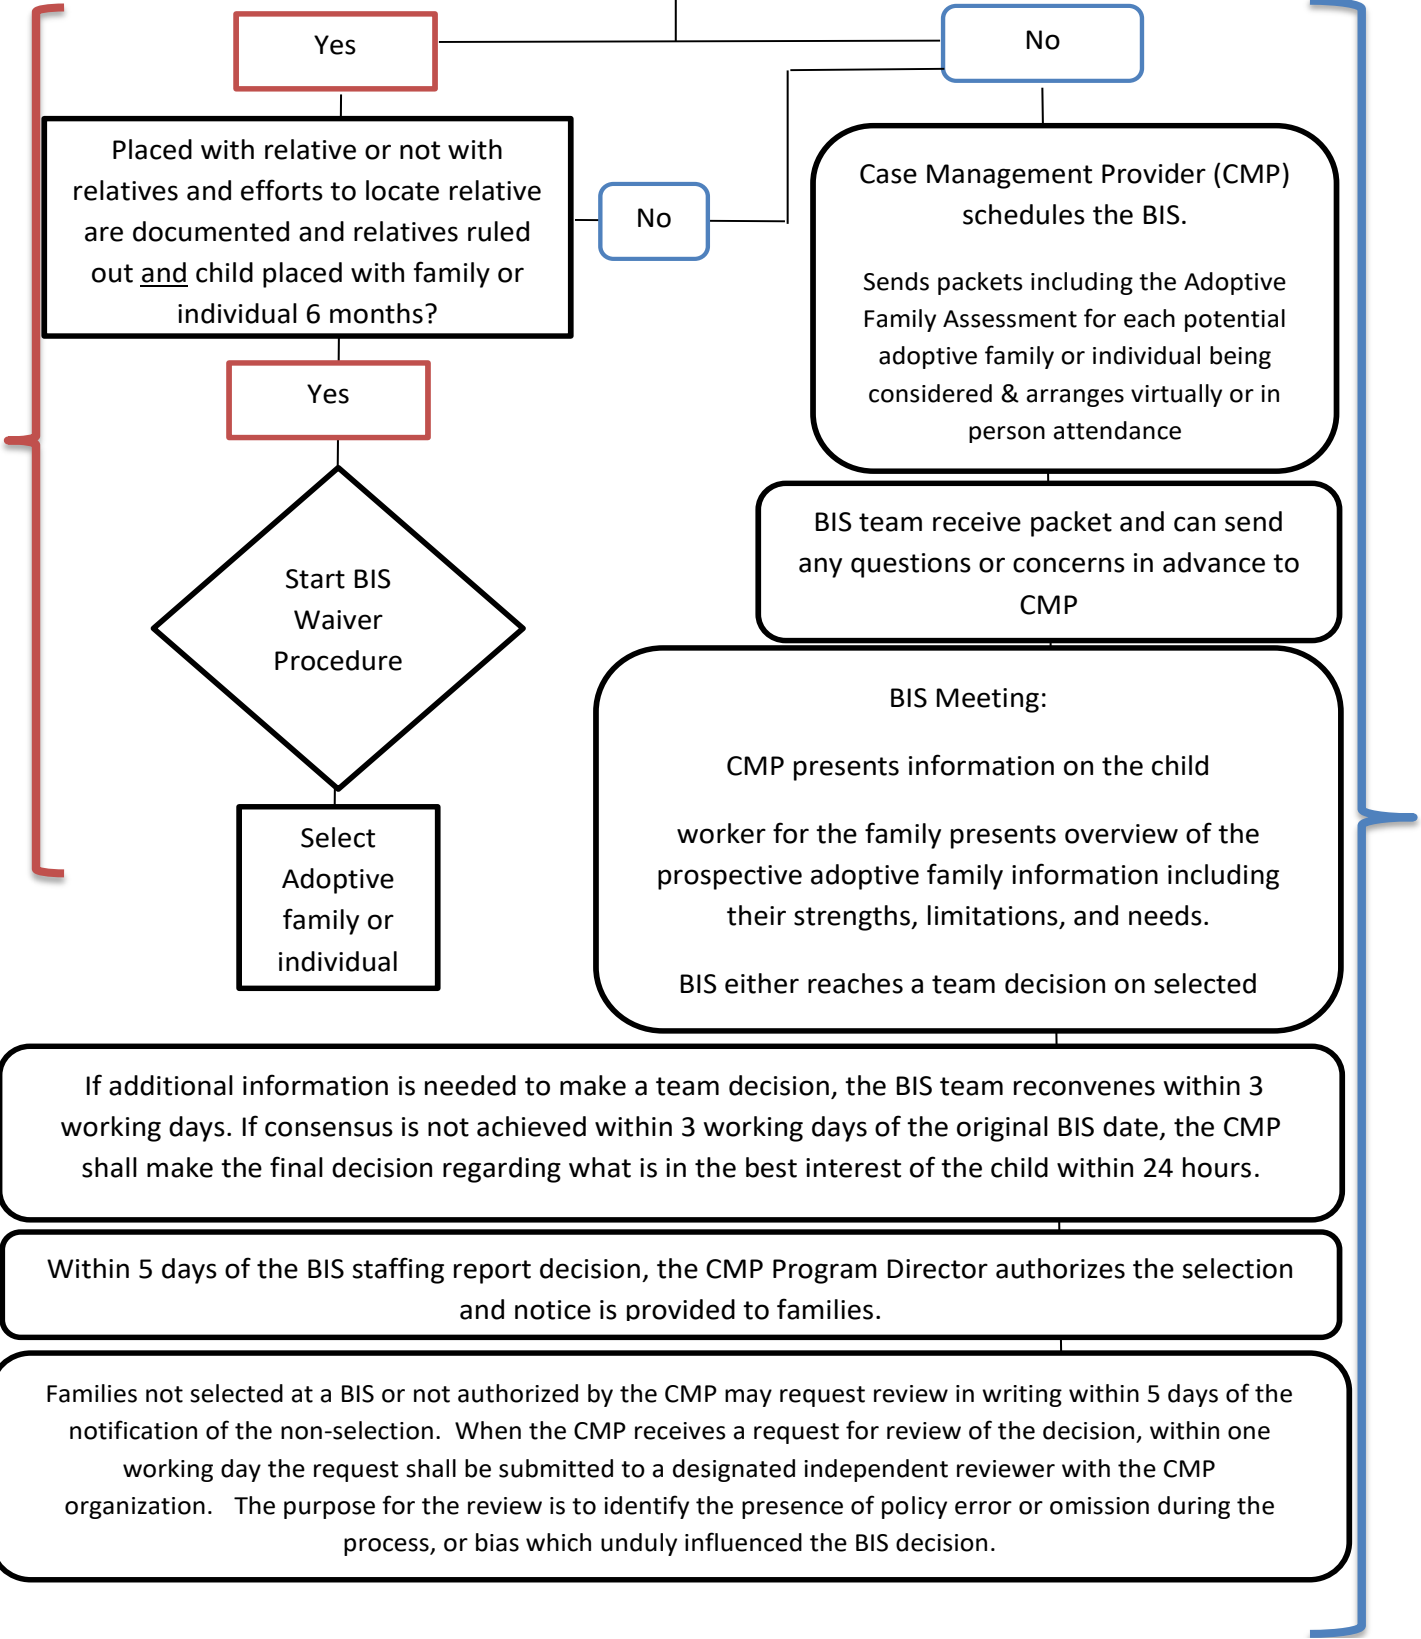 Yes
No
Placed with relative or not with
relatives and efforts to locate relative
are documented and relatives ruled
out and child placed with family or
individual 6 months?
No
Yes
Start BIS
Waiver
Procedure
Select
Adoptive
family or
individual
Case Management Provider (CMP)
schedules the BIS.
Sends packets including the Adoptive
Family Assessment for each potential
adoptive family or individual being
considered & arranges virtually or in
person attendance
BIS team receive packet and can send
any questions or concerns in advance to
CMP
BIS Meeting:
CMP presents information on the child
worker for the family presents overview of the
prospective adoptive family information including
their strengths, limitations, and needs.
BIS either reaches a team decision on selected
If additional information is needed to make a team decision, the BIS team reconvenes within 3
working days. If consensus is not achieved within 3 working days of the original BIS date, the CMP
shall make the final decision regarding what is in the best interest of the child within 24 hours.
Within 5 days of the BIS staffing report decision, the CMP Program Director authorizes the selection
and notice is provided to families.
Families not selected at a BIS or not authorized by the CMP may request review in writing within 5 days of the
notification of the non-selection.  When the CMP receives a request for review of the decision, within one
working day the request shall be submitted to a designated independent reviewer with the CMP
organization.   The purpose for the review is to identify the presence of policy error or omission during the
process, or bias which unduly influenced the BIS decision.